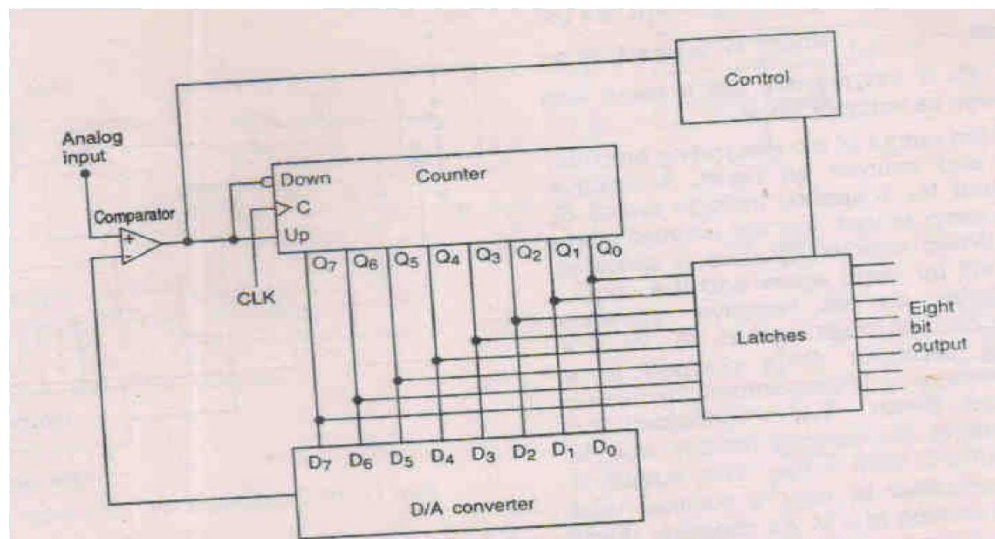 Control
Analog
input
Down
Counter
Comparator
C
+
-
Up
Q7 Q6 Q5 Q4 Q3 Q2 Q1 Q0
CLK
Latches
Eight
bit
output
D7 D6 D5 D4 D3 D2 D1 D0
D/A converter